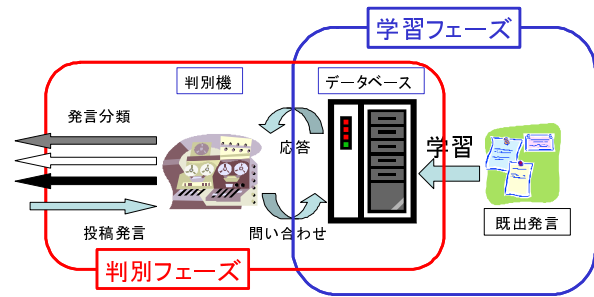 学習フェーズ
判別機
データベース
発言分類
応答
学習
投稿発言
問い合わせ
既出発言
判別フェーズ